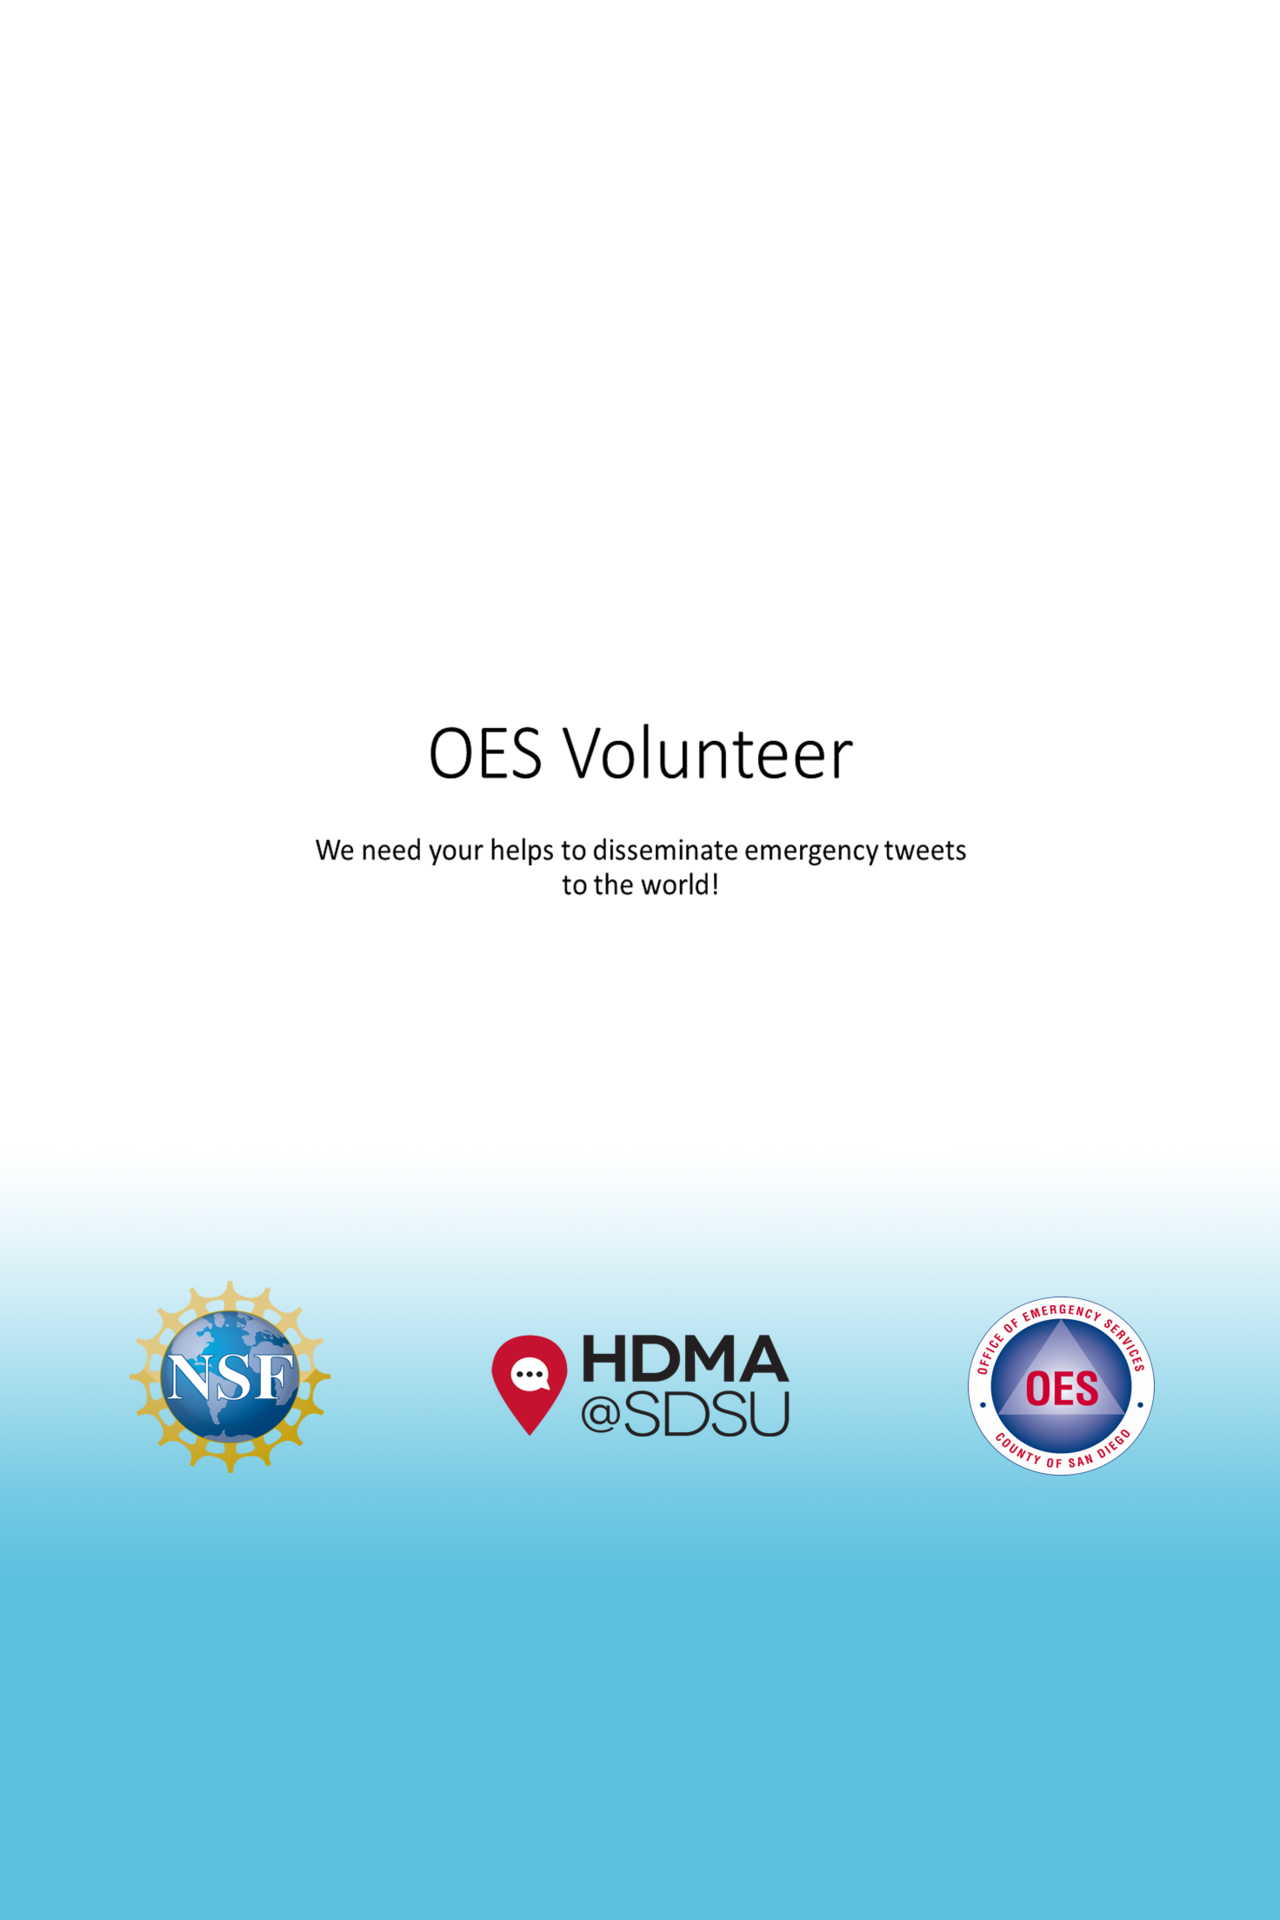 OES Volunteer
We need your helps to disseminate emergency tweets
to the world!
NSF
HDMA
@SDSU
OFFICE OF EMERGENCY SERVICES
OES
COUNTY OF SAN DIEGO